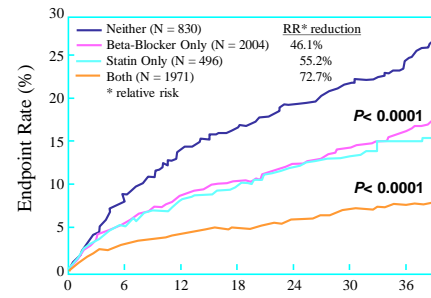 30
25
20
15
10
5
0
Endpoint Rate (%)
Neither (N = 830)
Beta-Blocker Only (N = 2004)
Statin Only (N = 496)
Both (N = 1971)
* relative risk
RR* reduction
46.1%
55.2%
72.7%
P< 0.0001
P< 0.0001
0 6 12 18 24 30 36